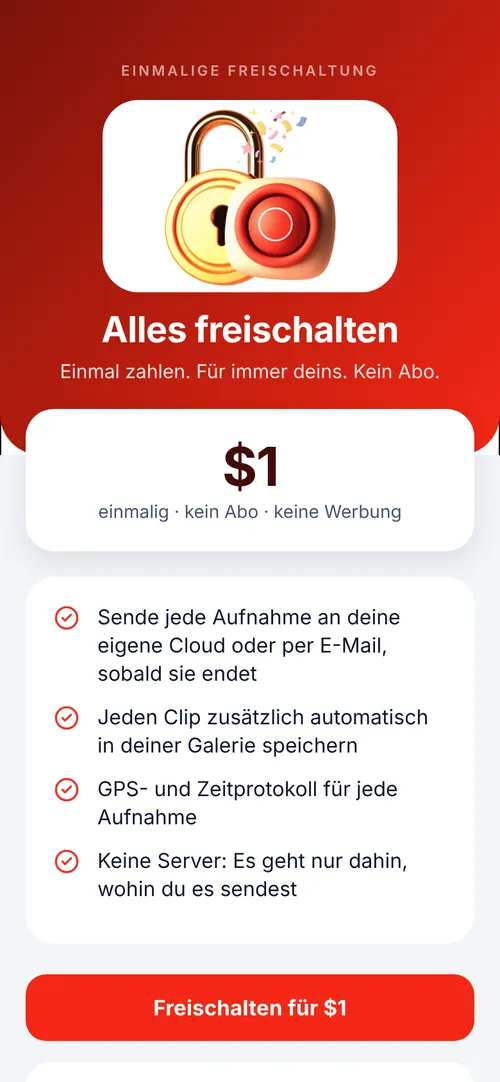 EINMALIGE FREISCHALTUNG
Alles freischalten
Einmal zahlen. Für immer deins. Kein Abo.
$1
einmalig · kein Abo · keine Werbung
Sende jede Aufnahme an deine
eigene Cloud oder per E-Mail,
sobald sie endet
Jeden Clip zusätzlich automatisch
in deiner Galerie speichern
GPS- und Zeitprotokoll für jede
Aufnahme
Keine Server: Es geht nur dahin,
wohin du es sendest
Freischalten für $1